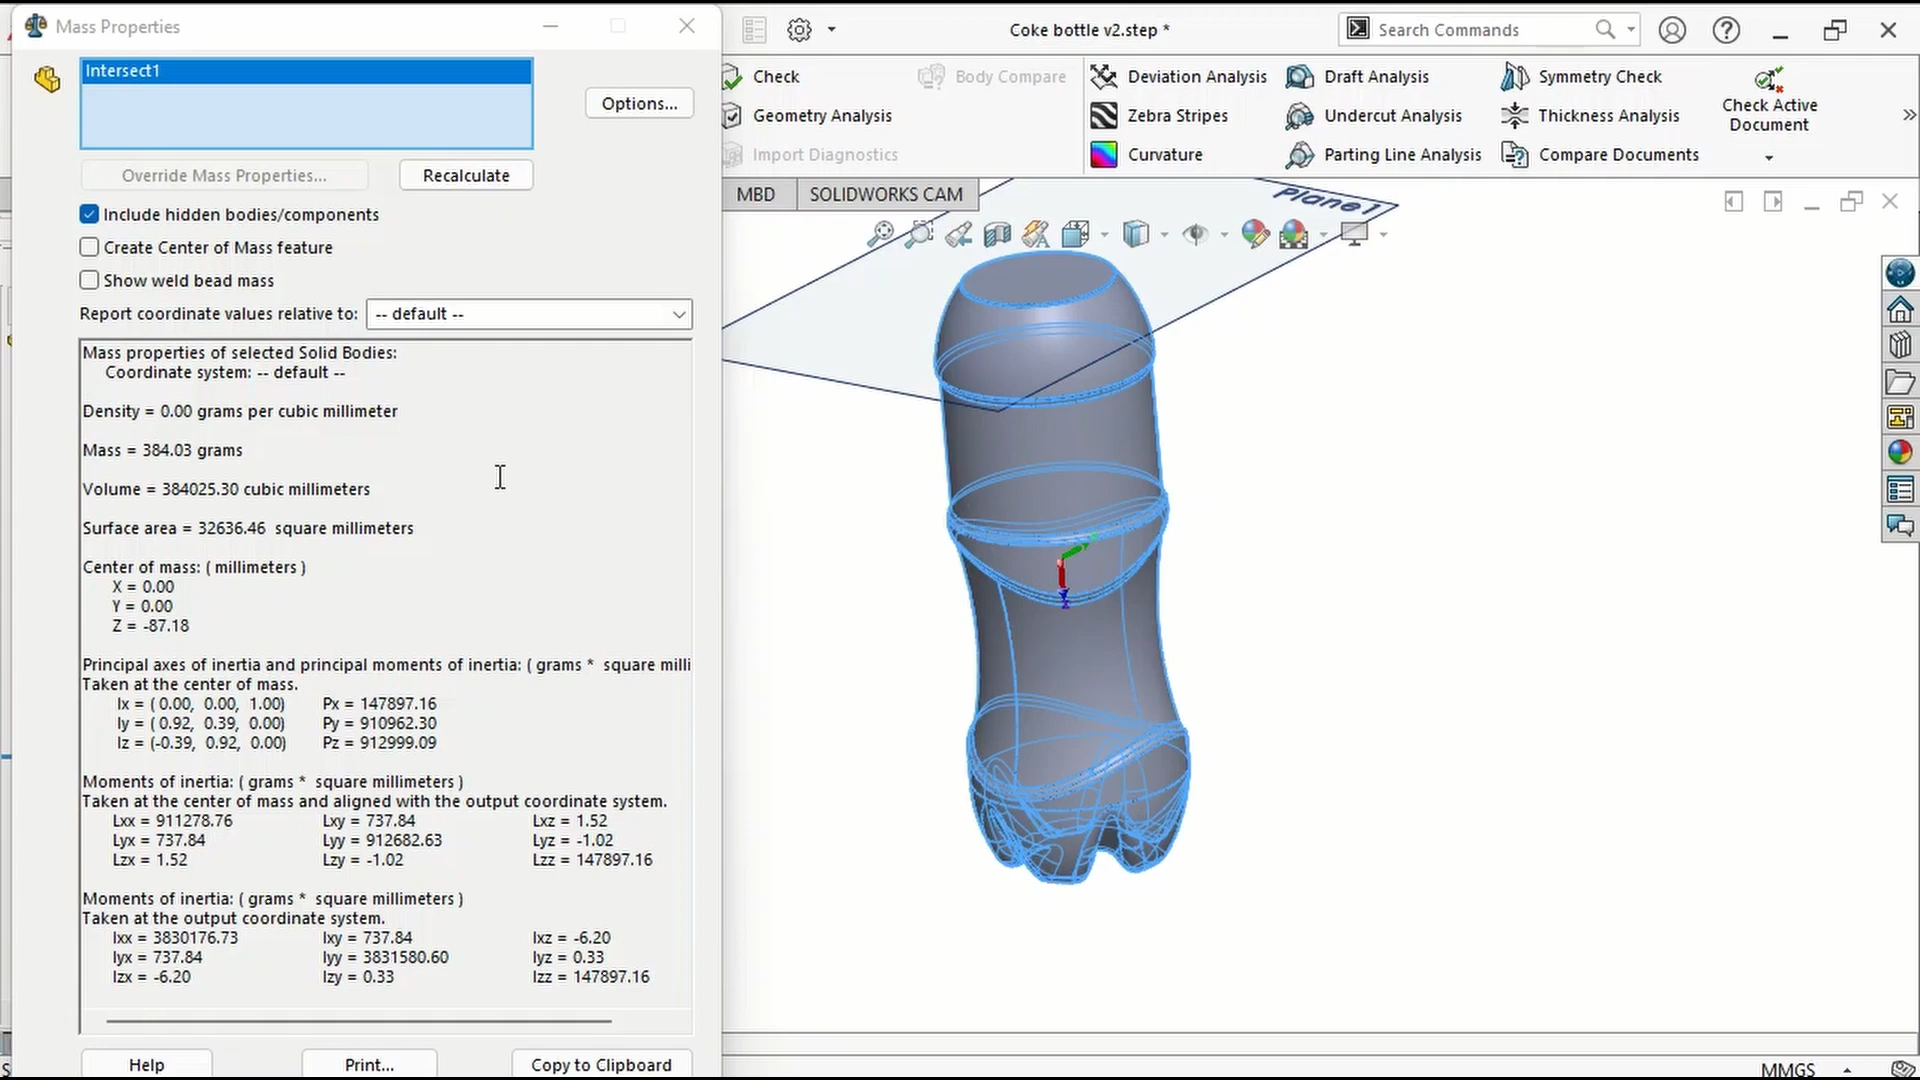 Mass Properties
Coke bottle v2.step *
Search Commands
Intersect1
Options...
Override Mass Properties...
Recalculate
Include hidden bodies/components
Create Center of Mass feature
Show weld bead mass
Report coordinate values relative to: -- default --
Mass properties of selected Solid Bodies:
Coordinate system: -- default --
Density = 0.00 grams per cubic millimeter
Mass = 384.03 grams
Volume = 384025.30 cubic millimeters
Surface area = 32636.46 square millimeters
Center of mass: ( millimeters )
X = 0.00
Y = 0.00
Z = -87.18
Principal axes of inertia and principal moments of inertia: ( grams * square milli
Taken at the center of mass.
Ix = ( 0.00, 0.00, 1.00) Px = 147897.16
Iy = ( 0.92, 0.39, 0.00) Py = 910962.30
Iz = (-0.39, 0.92, 0.00) Pz = 912999.09
Moments of inertia: ( grams * square millimeters )
Taken at the center of mass and aligned with the output coordinate system.
Lxx = 911278.76 Lxy = 737.84 Lxz = 1.52
Lyx = 737.84 Lyy = 912682.63 Lyz = -1.02
Lzx = 1.52 Lzy = -1.02 Lzz = 147897.16
Moments of inertia: ( grams * square millimeters )
Taken at the output coordinate system.
Ixx = 3830176.73 Ixy = 737.84 Ixz = -6.20
Iyx = 737.84 Iyy = 3831580.60 Iyz = 0.33
Izx = -6.20 Izy = 0.33 Izz = 147897.16
Help
Print...
Copy to Clipboard
Check
Body Compare
Deviation Analysis
Draft Analysis
Symmetry Check
Geometry Analysis
Zebra Stripes
Undercut Analysis
Thickness Analysis
Check Active
Document
Import Diagnostics
Curvature
Parting Line Analysis
Compare Documents
MBD
SOLIDWORKS CAM
Plane1
MMGS